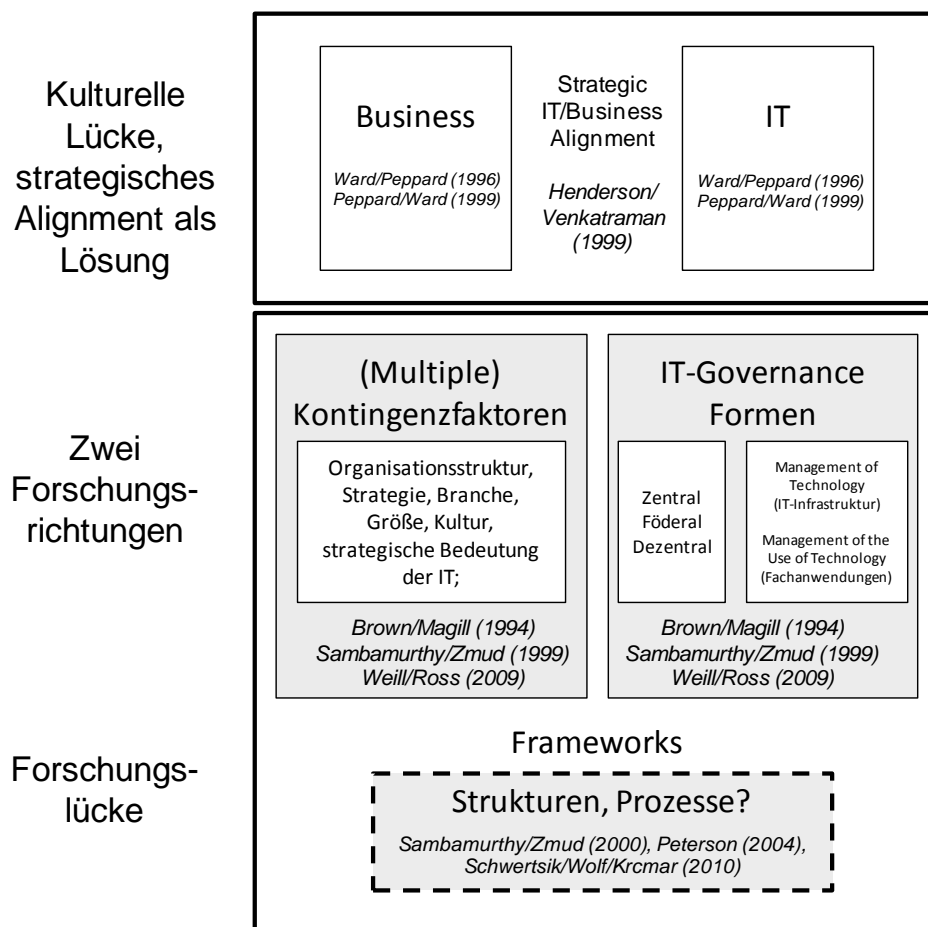 Kulturelle
Lücke,
strategisches
Alignment als
Lösung
Business
Ward/Peppard (1996)
Peppard/Ward (1999)
Strategic
IT/Business
Alignment
Henderson/
Venkatraman
(1999)
IT
Ward/Peppard (1996)
Peppard/Ward (1999)
Zwei
Forschungs-
richtungen
(Multiple)
Kontingenzfaktoren
Organisationsstruktur,
Strategie, Branche,
Größe, Kultur,
strategische Bedeutung
der IT;
Brown/Magill (1994)
Sambamurthy/Zmud (1999)
Weill/Ross (2009)
IT-Governance
Formen
Zentral
Föderal
Dezentral
Management of
Technology
(IT-Infrastruktur)
Management of the
Use of Technology
(Fachanwendungen)
Brown/Magill (1994)
Sambamurthy/Zmud (1999)
Weill/Ross (2009)
Forschungs-
lücke
Frameworks
Strukturen, Prozesse?
Sambamurthy/Zmud (2000), Peterson (2004),
Schwertsik/Wolf/Krcmar (2010)